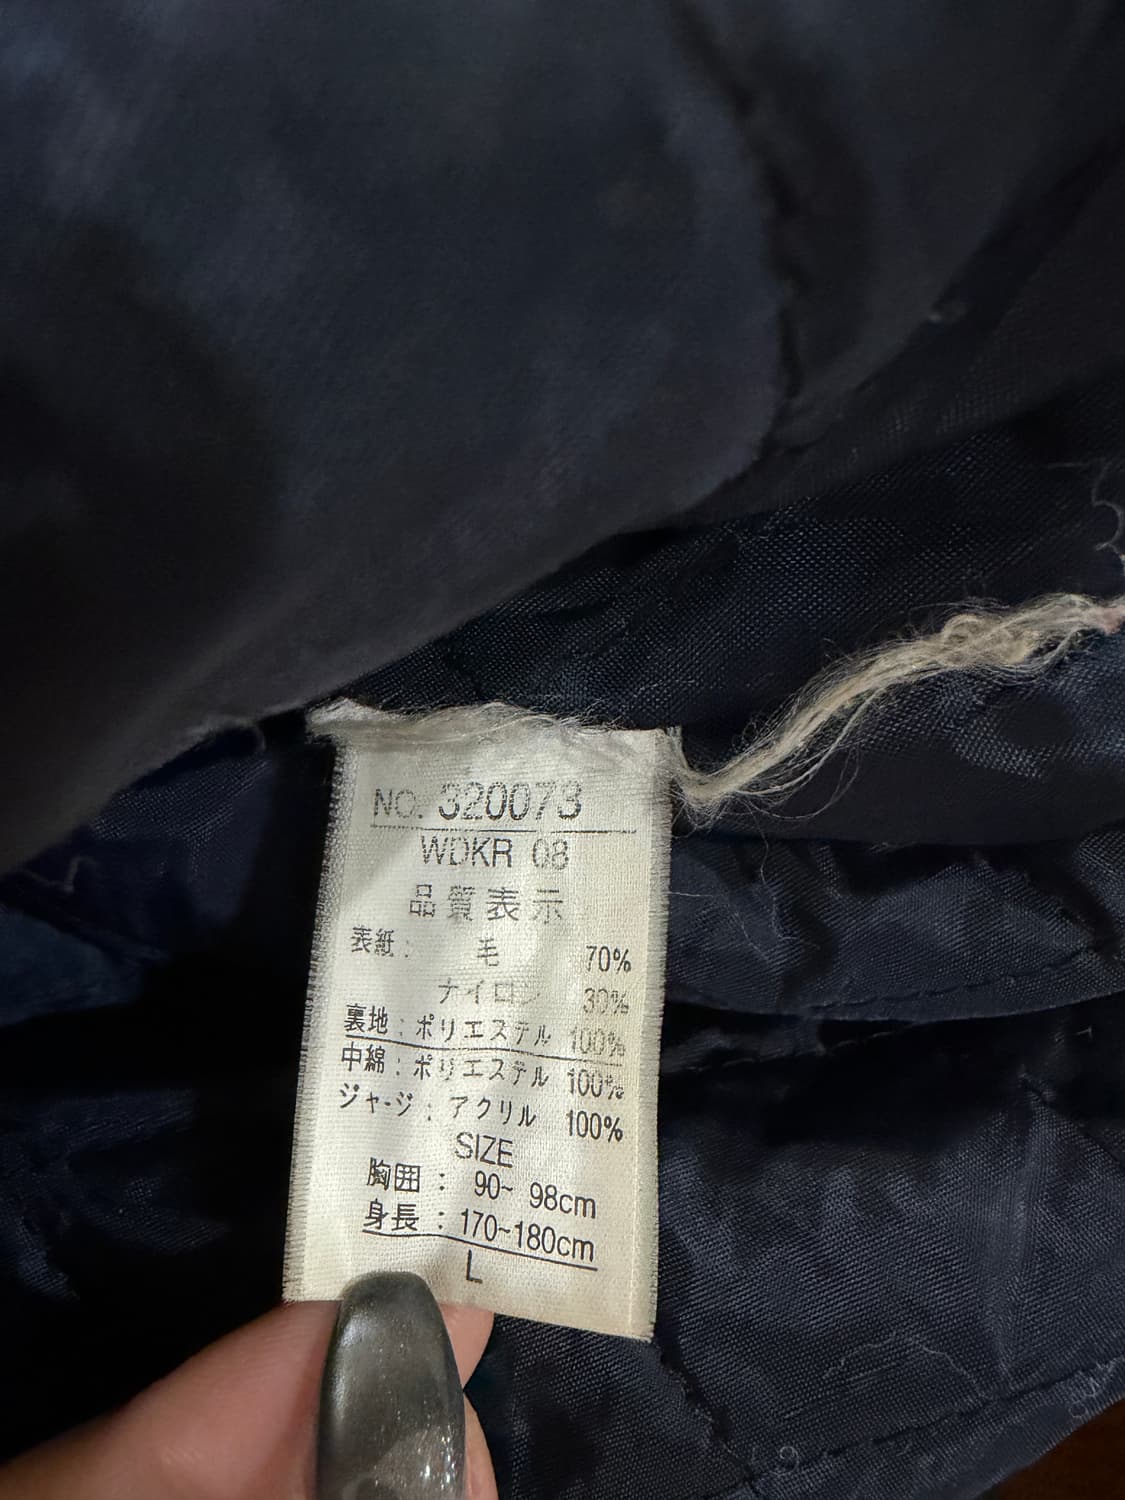 NO. 320073
WDKR 08
品質表示
表紙: 毛 70%
ナイロン 30%
裏地:ポリエステル 100%
中綿:ポリエステル 100%
ジャ-ジ:アクリル 100%
SIZE
胸囲: 90~ 98cm
身長:170~180cm
L